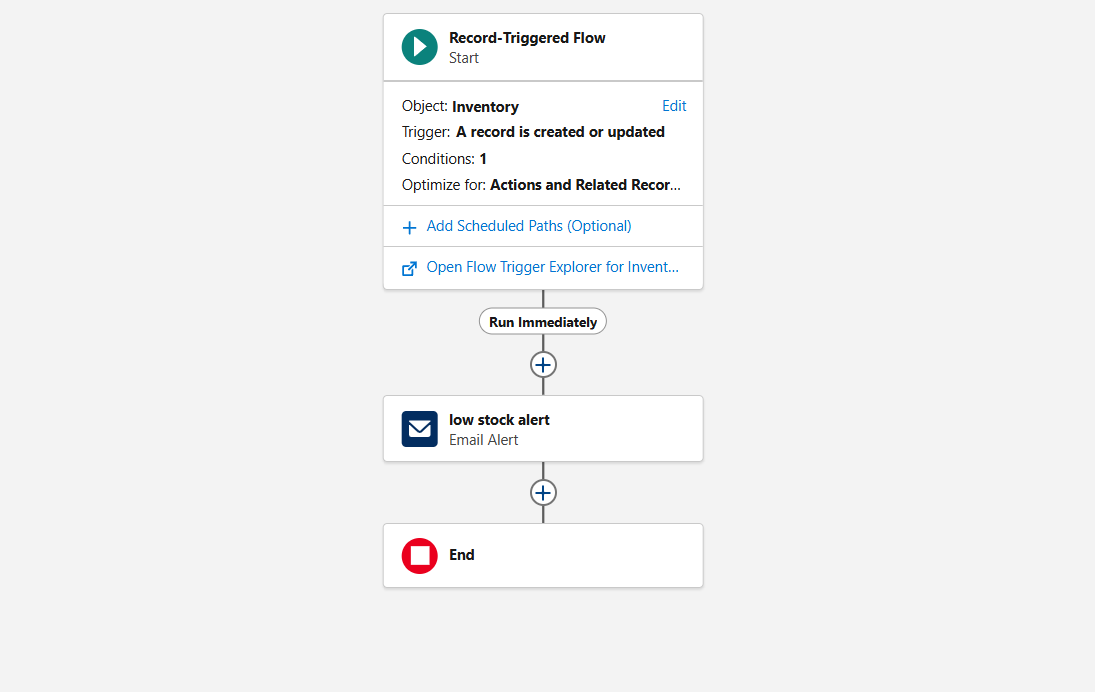 Record-Triggered Flow
Start
Object: Inventory
Edit
Trigger: A record is created or updated
Conditions: 1
Optimize for: Actions and Related Recor...
Add Scheduled Paths (Optional)
Open Flow Trigger Explorer for Invent...
Run Immediately
low stock alert
Email Alert
End